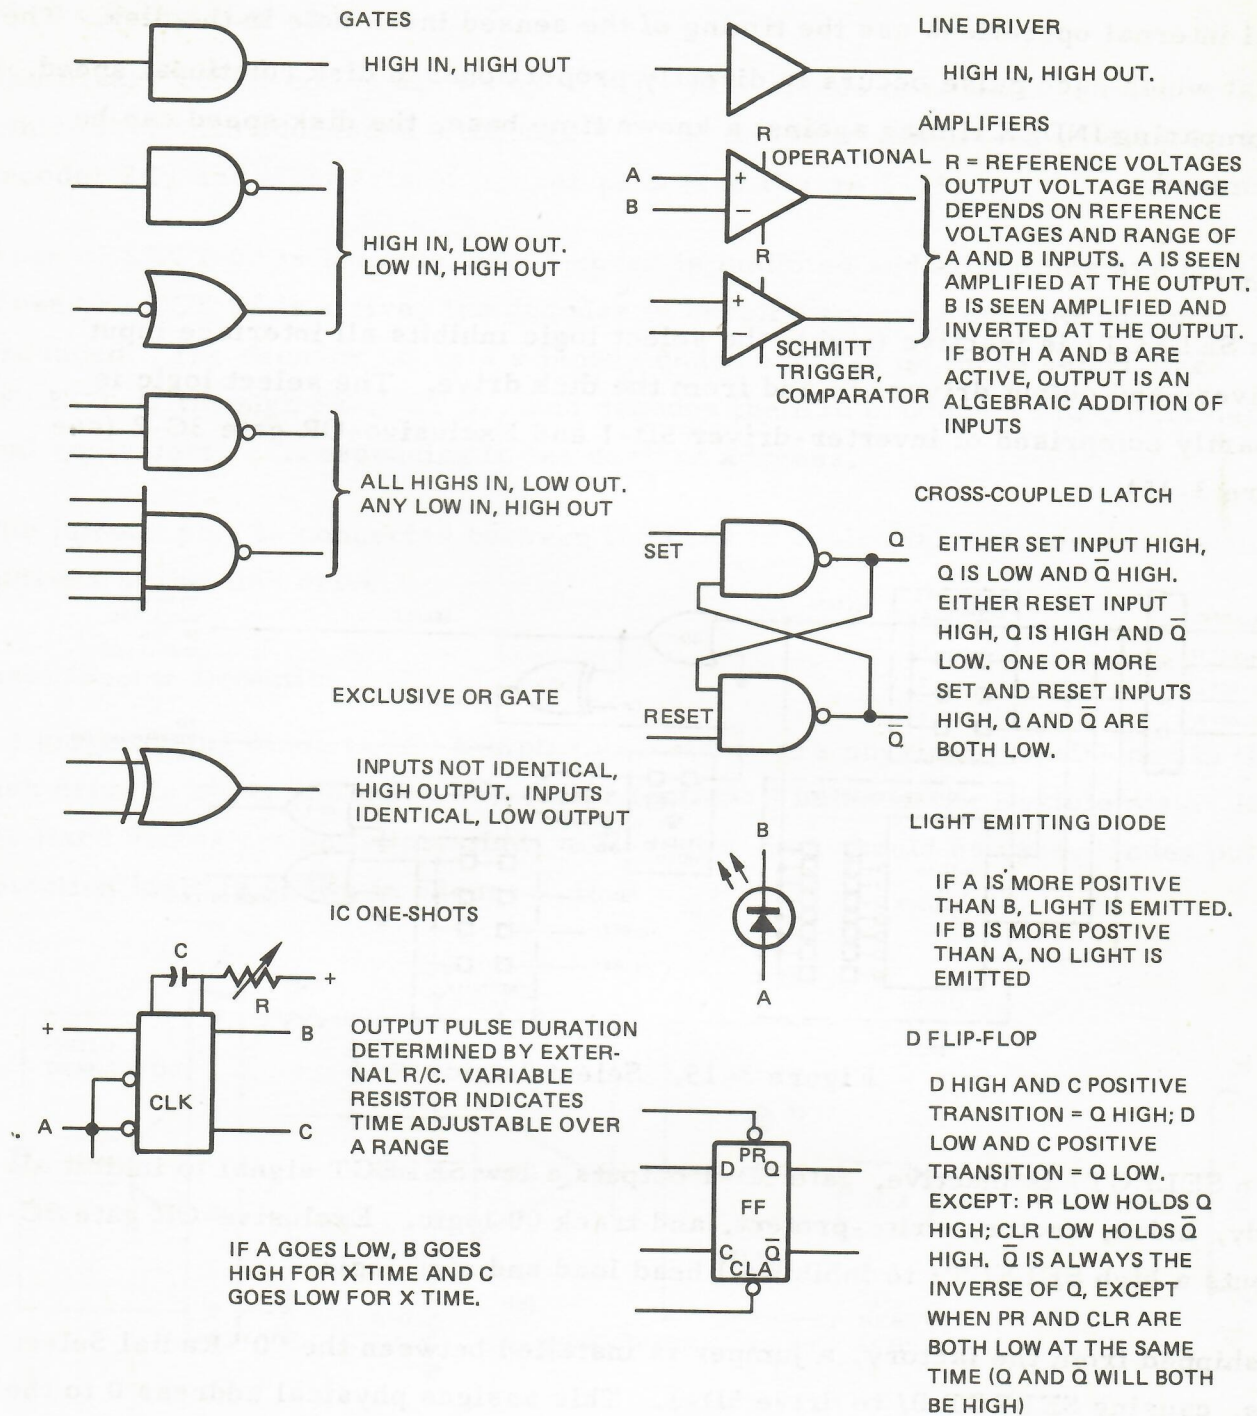 GATES
HIGH IN, HIGH OUT
HIGH IN, LOW OUT.
LOW IN, HIGH OUT
ALL HIGHS IN, LOW OUT.
ANY LOW IN, HIGH OUT
EXCLUSIVE OR GATE
INPUTS NOT IDENTICAL,
HIGH OUTPUT. INPUTS
IDENTICAL, LOW OUTPUT
IC ONE-SHOTS
C
+
R
+
B
CLK
A
C
OUTPUT PULSE DURATION
DETERMINED BY EXTER-
NAL R/C. VARIABLE
RESISTOR INDICATES
TIME ADJUSTABLE OVER
A RANGE
IF A GOES LOW, B GOES
HIGH FOR X TIME AND C
GOES LOW FOR X TIME.
LINE DRIVER
HIGH IN, HIGH OUT.
AMPLIFIERS
R
OPERATIONAL
A
+
B
−
R
+
−
SCHMITT
TRIGGER,
COMPARATOR
R = REFERENCE VOLTAGES
OUTPUT VOLTAGE RANGE
DEPENDS ON REFERENCE
VOLTAGES AND RANGE OF
A AND B INPUTS. A IS SEEN
AMPLIFIED AT THE OUTPUT.
B IS SEEN AMPLIFIED AND
INVERTED AT THE OUTPUT.
IF BOTH A AND B ARE
ACTIVE, OUTPUT IS AN
ALGEBRAIC ADDITION OF
INPUTS
CROSS-COUPLED LATCH
SET
Q
RESET
Q̅
EITHER SET INPUT HIGH,
Q IS LOW AND Q̅ HIGH.
EITHER RESET INPUT
HIGH, Q IS HIGH AND Q̅
LOW. ONE OR MORE
SET AND RESET INPUTS
HIGH, Q AND Q̅ ARE
BOTH LOW.
LIGHT EMITTING DIODE
B
A
IF A IS MORE POSITIVE
THAN B, LIGHT IS EMITTED.
IF B IS MORE POSTIVE
THAN A, NO LIGHT IS
EMITTED
D FLIP-FLOP
PR
D Q
FF
C Q̅
CLA
D HIGH AND C POSITIVE
TRANSITION = Q HIGH; D
LOW AND C POSITIVE
TRANSITION = Q LOW.
EXCEPT: PR LOW HOLDS Q
HIGH; CLR LOW HOLDS Q̅
HIGH. Q̅ IS ALWAYS THE
INVERSE OF Q, EXCEPT
WHEN PR AND CLR ARE
BOTH LOW AT THE SAME
TIME (Q AND Q̅ WILL BOTH
BE HIGH)